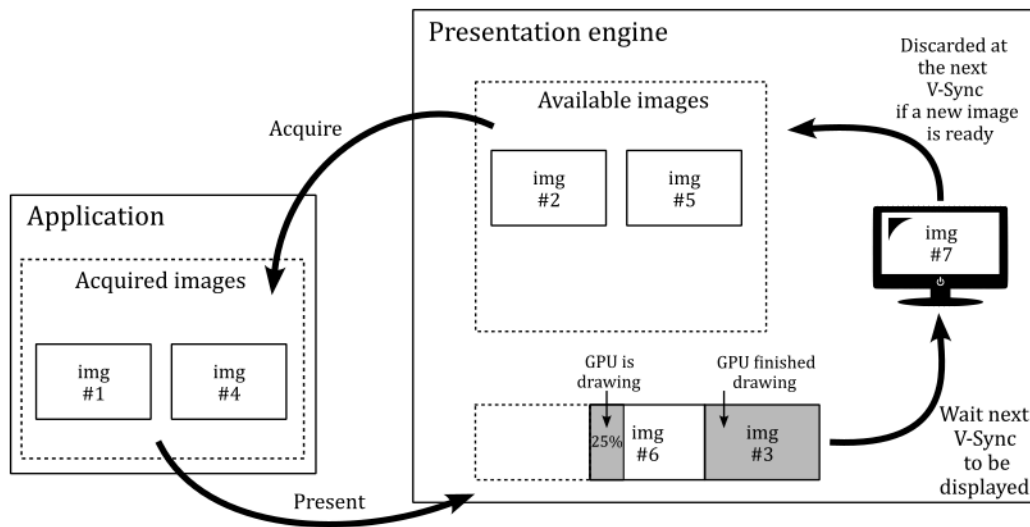 Presentation engine
Discarded at
the next
V-Sync
if a new image
is ready
Available images
Acquire
img
#2
img
#5
Application
Acquired images
img
#7
img
#1
img
#4
GPU is
drawing
GPU finished
drawing
25%
img
#6
img
#3
Wait next
V-Sync
to be
displayed
Present